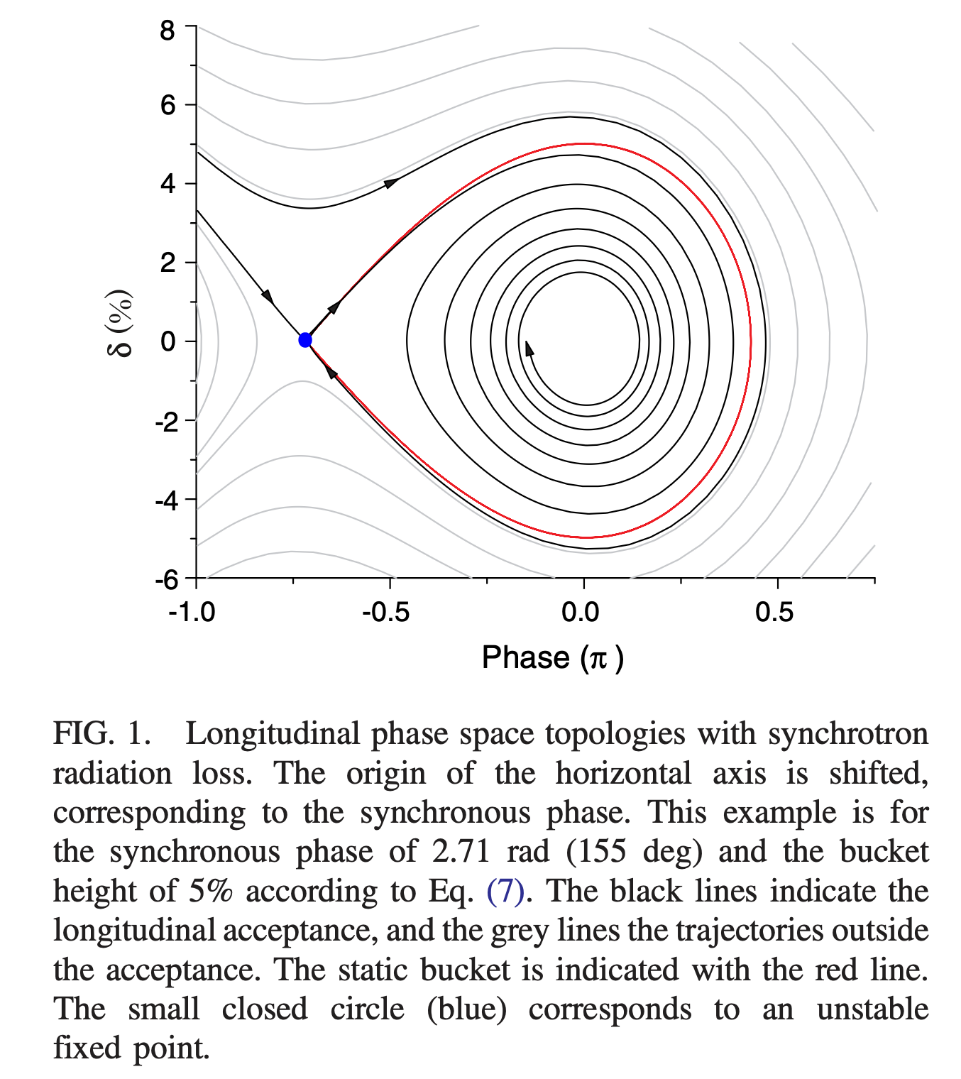 8
6
4
2
0
-2
-4
-6
δ (%)
-1.0 -0.5 0.0 0.5
Phase (π)
FIG. 1. Longitudinal phase space topologies with synchrotron
radiation loss. The origin of the horizontal axis is shifted,
corresponding to the synchronous phase. This example is for
the synchronous phase of 2.71 rad (155 deg) and the bucket
height of 5% according to Eq. (7). The black lines indicate the
longitudinal acceptance, and the grey lines the trajectories outside
the acceptance. The static bucket is indicated with the red line.
The small closed circle (blue) corresponds to an unstable
fixed point.